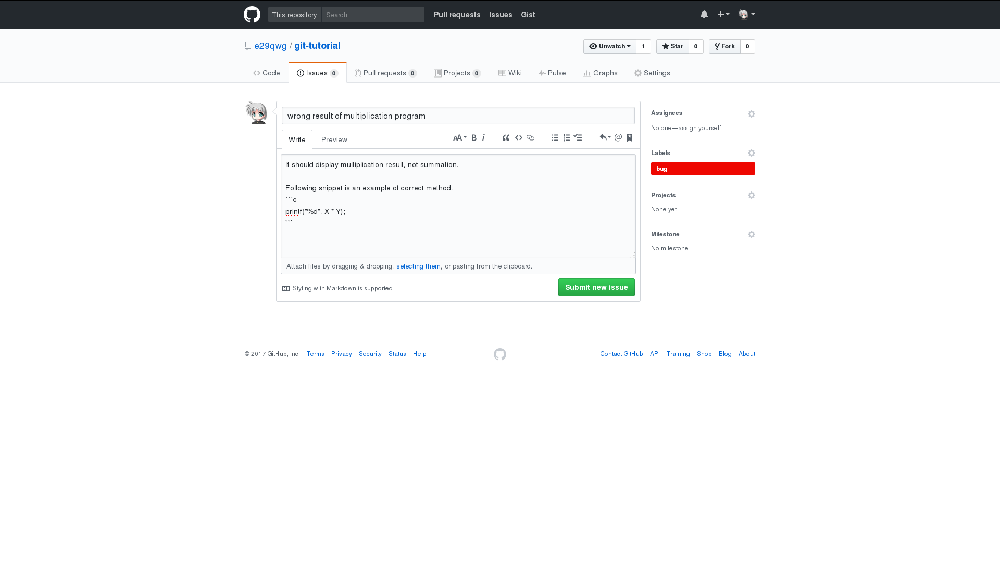 This repository Search Pull requests Issues Gist
e29qwg / git-tutorial Unwatch 1 Star 0 Fork 0
Code Issues 0 Pull requests 0 Projects 0 Wiki Pulse Graphs Settings
wrong result of multiplication program
Write Preview AA B i @
It should display multiplication result, not summation.
Following snippet is an example of correct method.
```c
printf("%d", X * Y);
```
Attach files by dragging & dropping, selecting them, or pasting from the clipboard.
Styling with Markdown is supported Submit new issue
Assignees
No one—assign yourself
Labels
bug
Projects
None yet
Milestone
No milestone
© 2017 GitHub, Inc. Terms Privacy Security Status Help Contact GitHub API Training Shop Blog About